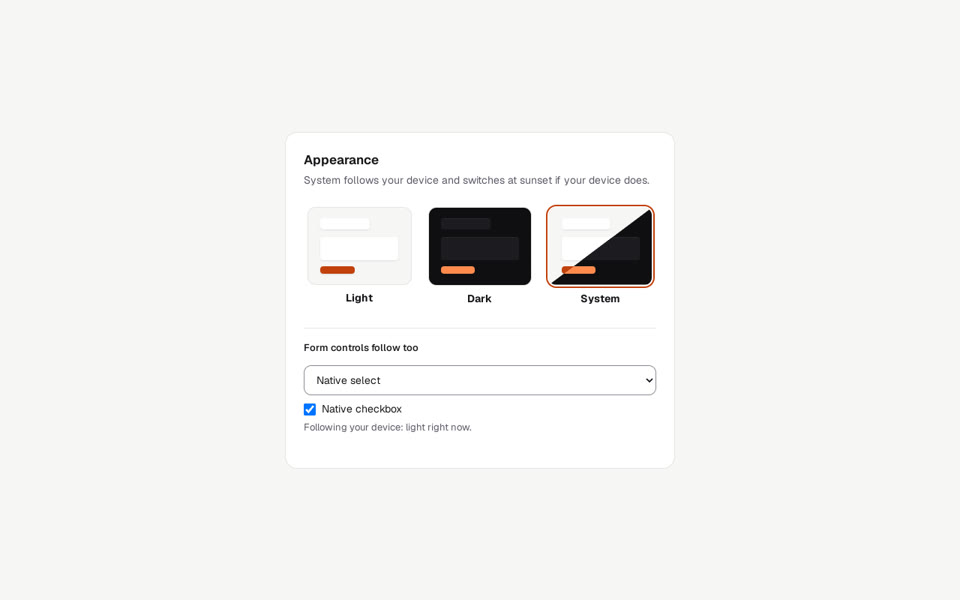 Appearance
System follows your device and switches at sunset if your device does.
Light
Dark
System
Form controls follow too
Native select
Native checkbox
Following your device: light right now.